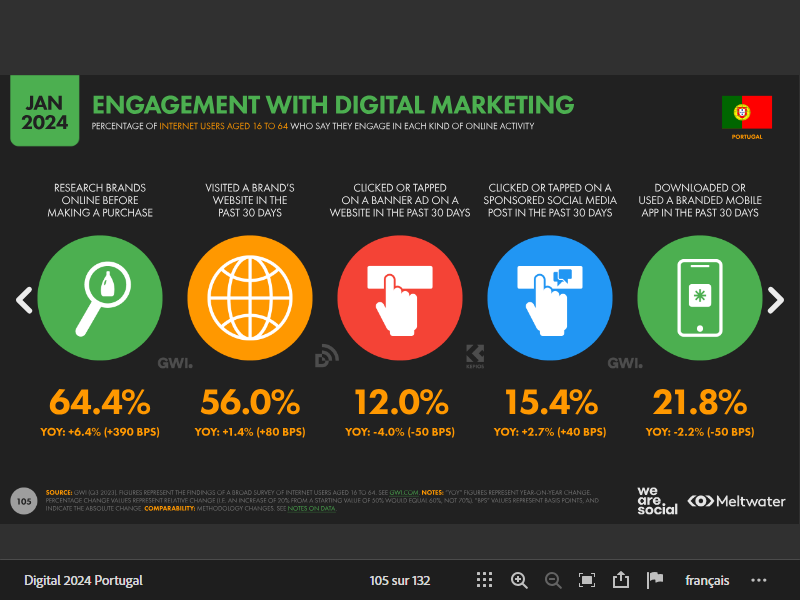 JAN
2024
ENGAGEMENT WITH DIGITAL MARKETING
PERCENTAGE OF INTERNET USERS AGED 16 TO 64 WHO SAY THEY ENGAGE IN EACH KIND OF ONLINE ACTIVITY
PORTUGAL
RESEARCH BRANDS
ONLINE BEFORE
MAKING A PURCHASE
VISITED A BRAND'S
WEBSITE IN THE
PAST 30 DAYS
CLICKED OR TAPPED
ON A BANNER AD ON A
WEBSITE IN THE PAST 30 DAYS
CLICKED OR TAPPED ON A
SPONSORED SOCIAL MEDIA
POST IN THE PAST 30 DAYS
DOWNLOADED OR
USED A BRANDED MOBILE
APP IN THE PAST 30 DAYS
GWI.
KEPIOS
GWI.
64.4%
YOY: +6.4% (+390 BPS)
56.0%
YOY: +1.4% (+80 BPS)
12.0%
YOY: -4.0% (-50 BPS)
15.4%
YOY: +2.7% (+40 BPS)
21.8%
YOY: -2.2% (-50 BPS)
105
SOURCE: GWI (Q3 2023). FIGURES REPRESENT THE FINDINGS OF A BROAD SURVEY OF INTERNET USERS AGED 16 TO 64. SEE GWI.COM. NOTES: "YOY" FIGURES REPRESENT YEAR-ON-YEAR CHANGE.
PERCENTAGE CHANGE VALUES REPRESENT RELATIVE CHANGE (I.E. AN INCREASE OF 20% FROM A STARTING VALUE OF 50% WOULD EQUAL 60%, NOT 70%). "BPS" VALUES REPRESENT BASIS POINTS, AND
INDICATE THE ABSOLUTE CHANGE. COMPARABILITY: METHODOLOGY CHANGES. SEE NOTES ON DATA.
we
are.
social
Meltwater
Digital 2024 Portugal
105 sur 132
français